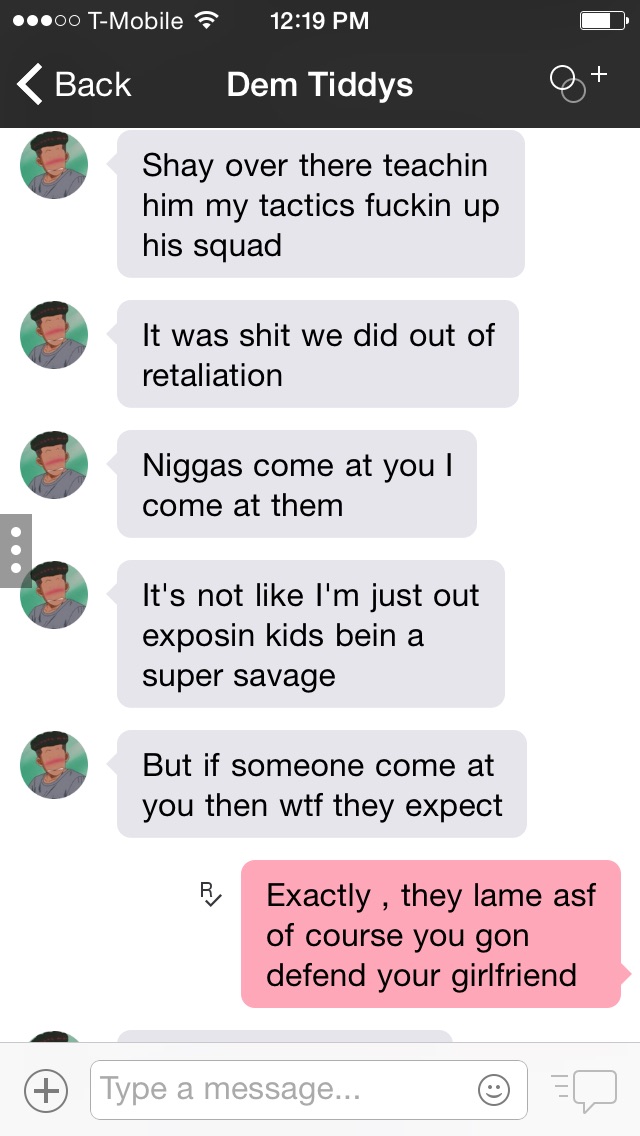 T-Mobile 12:19 PM
Back Dem Tiddys
Shay over there teachin
him my tactics fuckin up
his squad
It was shit we did out of
retaliation
Niggas come at you I
come at them
It's not like I'm just out
exposin kids bein a
super savage
But if someone come at
you then wtf they expect
R
Exactly , they lame asf
of course you gon
defend your girlfriend
Type a message...